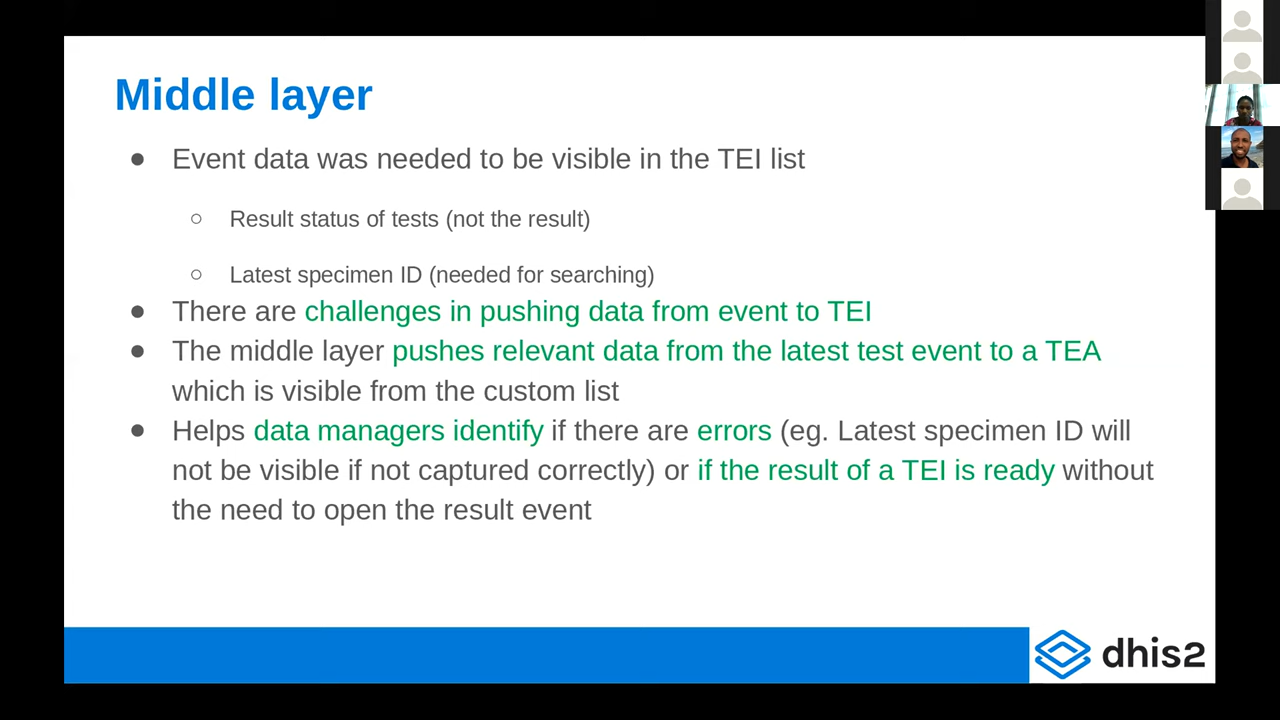 Middle layer
● Event data was needed to be visible in the TEI list
○ Result status of tests (not the result)
○ Latest specimen ID (needed for searching)
● There are challenges in pushing data from event to TEI
● The middle layer pushes relevant data from the latest test event to a TEA
which is visible from the custom list
● Helps data managers identify if there are errors (eg. Latest specimen ID will
not be visible if not captured correctly) or if the result of a TEI is ready without
the need to open the result event
dhis2